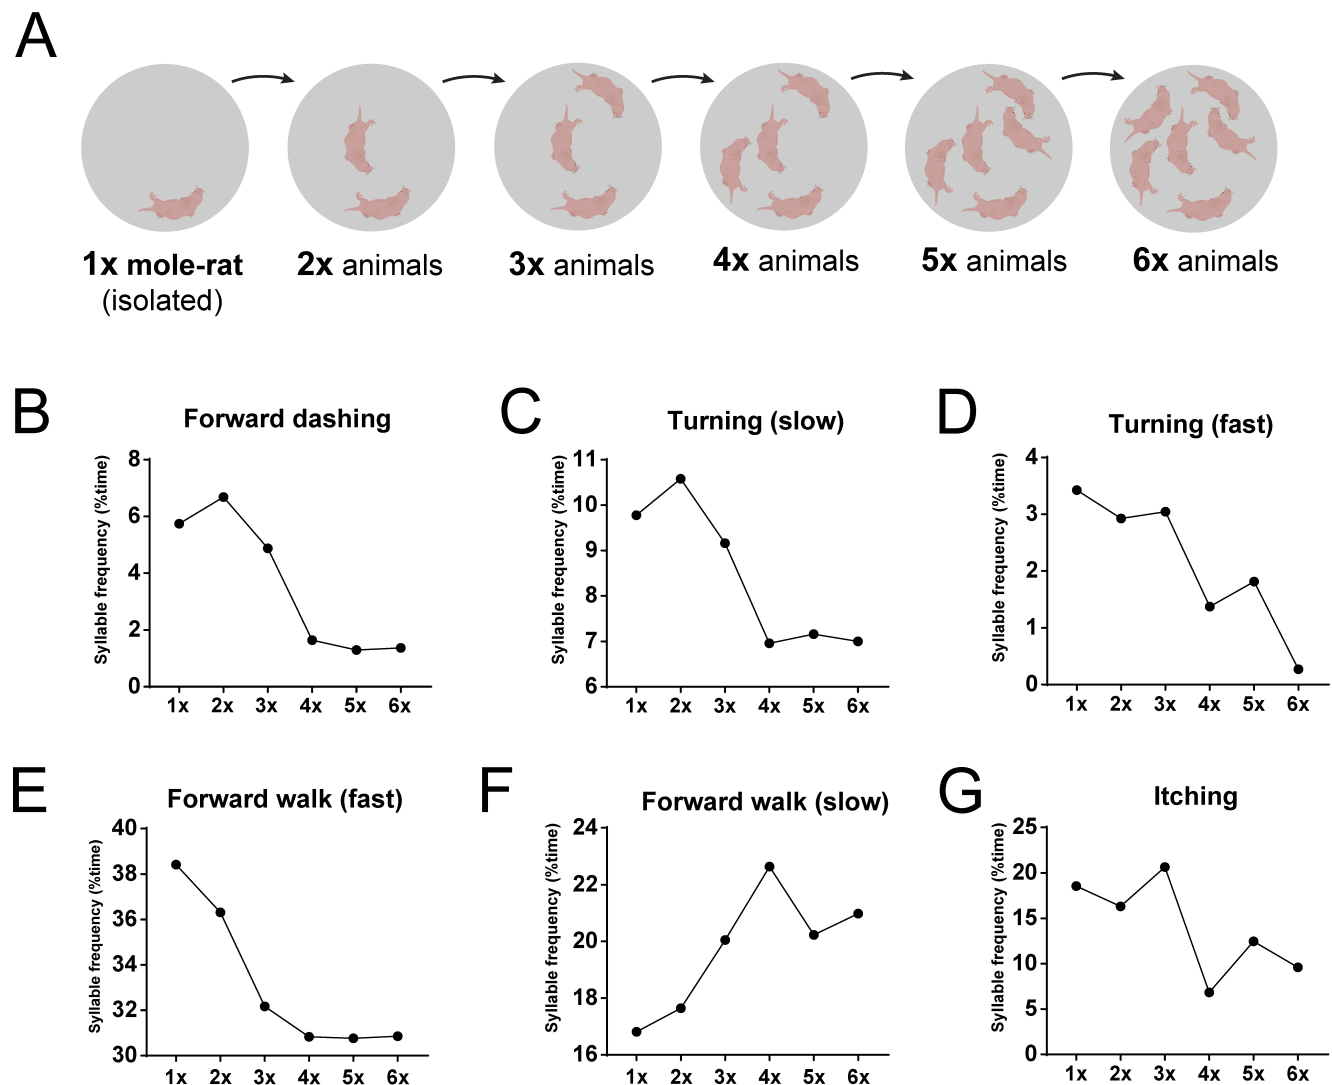 A
1x mole-rat
(isolated)
2x animals
3x animals
4x animals
5x animals
6x animals
B
Forward dashing
Syllable frequency (%time)
8
6
4
2
0
1x 2x 3x 4x 5x 6x
C
Turning (slow)
Syllable frequency (%time)
11
10
9
8
7
6
1x 2x 3x 4x 5x 6x
D
Turning (fast)
Syllable frequency (%time)
4
3
2
1
0
1x 2x 3x 4x 5x 6x
E
Forward walk (fast)
Syllable frequency (%time)
40
38
36
34
32
30
1x 2x 3x 4x 5x 6x
F
Forward walk (slow)
Syllable frequency (%time)
24
22
20
18
16
1x 2x 3x 4x 5x 6x
G
Itching
Syllable frequency (%time)
25
20
15
10
5
0
1x 2x 3x 4x 5x 6x